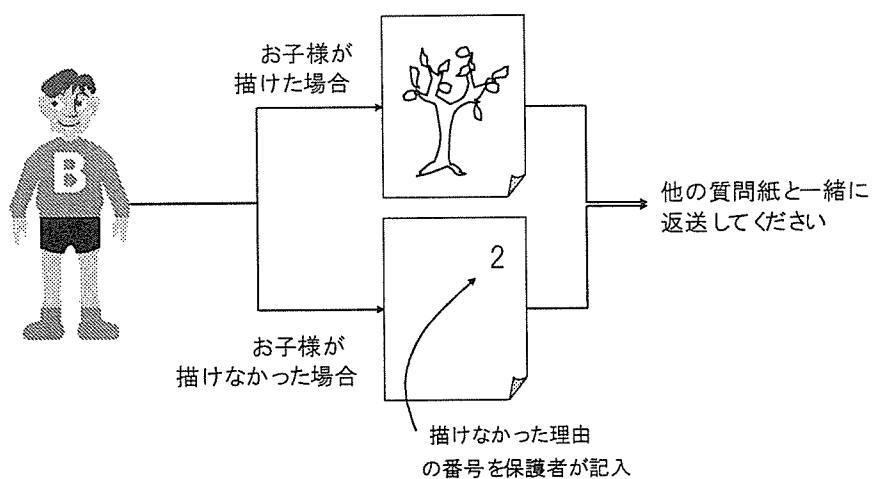 お子様が
描けた場合
B
他の質問紙と一緒に
返送してください
2
お子様が
描けなかった場合
描けなかった理由
の番号を保護者が記入